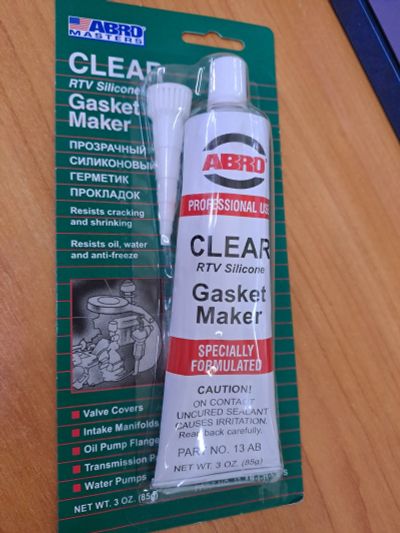 ABRO
MASTERS
CLEAR
RTV Silicone
Gasket
Maker
ПРОЗРАЧНЫЙ
СИЛИКОНОВЫЙ
ГЕРМЕТИК
ПРОКЛАДОК
Resists cracking
and shrinking
Resists oil, water
and anti-freeze
Valve Covers
Intake Manifolds
Oil Pump Flange
Transmission P
Water Pumps
NET WT. 3 OZ. (85g)
ABRO
PROFESSIONAL USE
CLEAR
RTV Silicone
Gasket
Maker
SPECIALLY
FORMULATED
CAUTION!
ON CONTACT
UNCURED SEALANT
CAUSES IRRITATION.
Read back carefully.
PART NO. 13 AB
NET WT. 3 OZ. (85g)